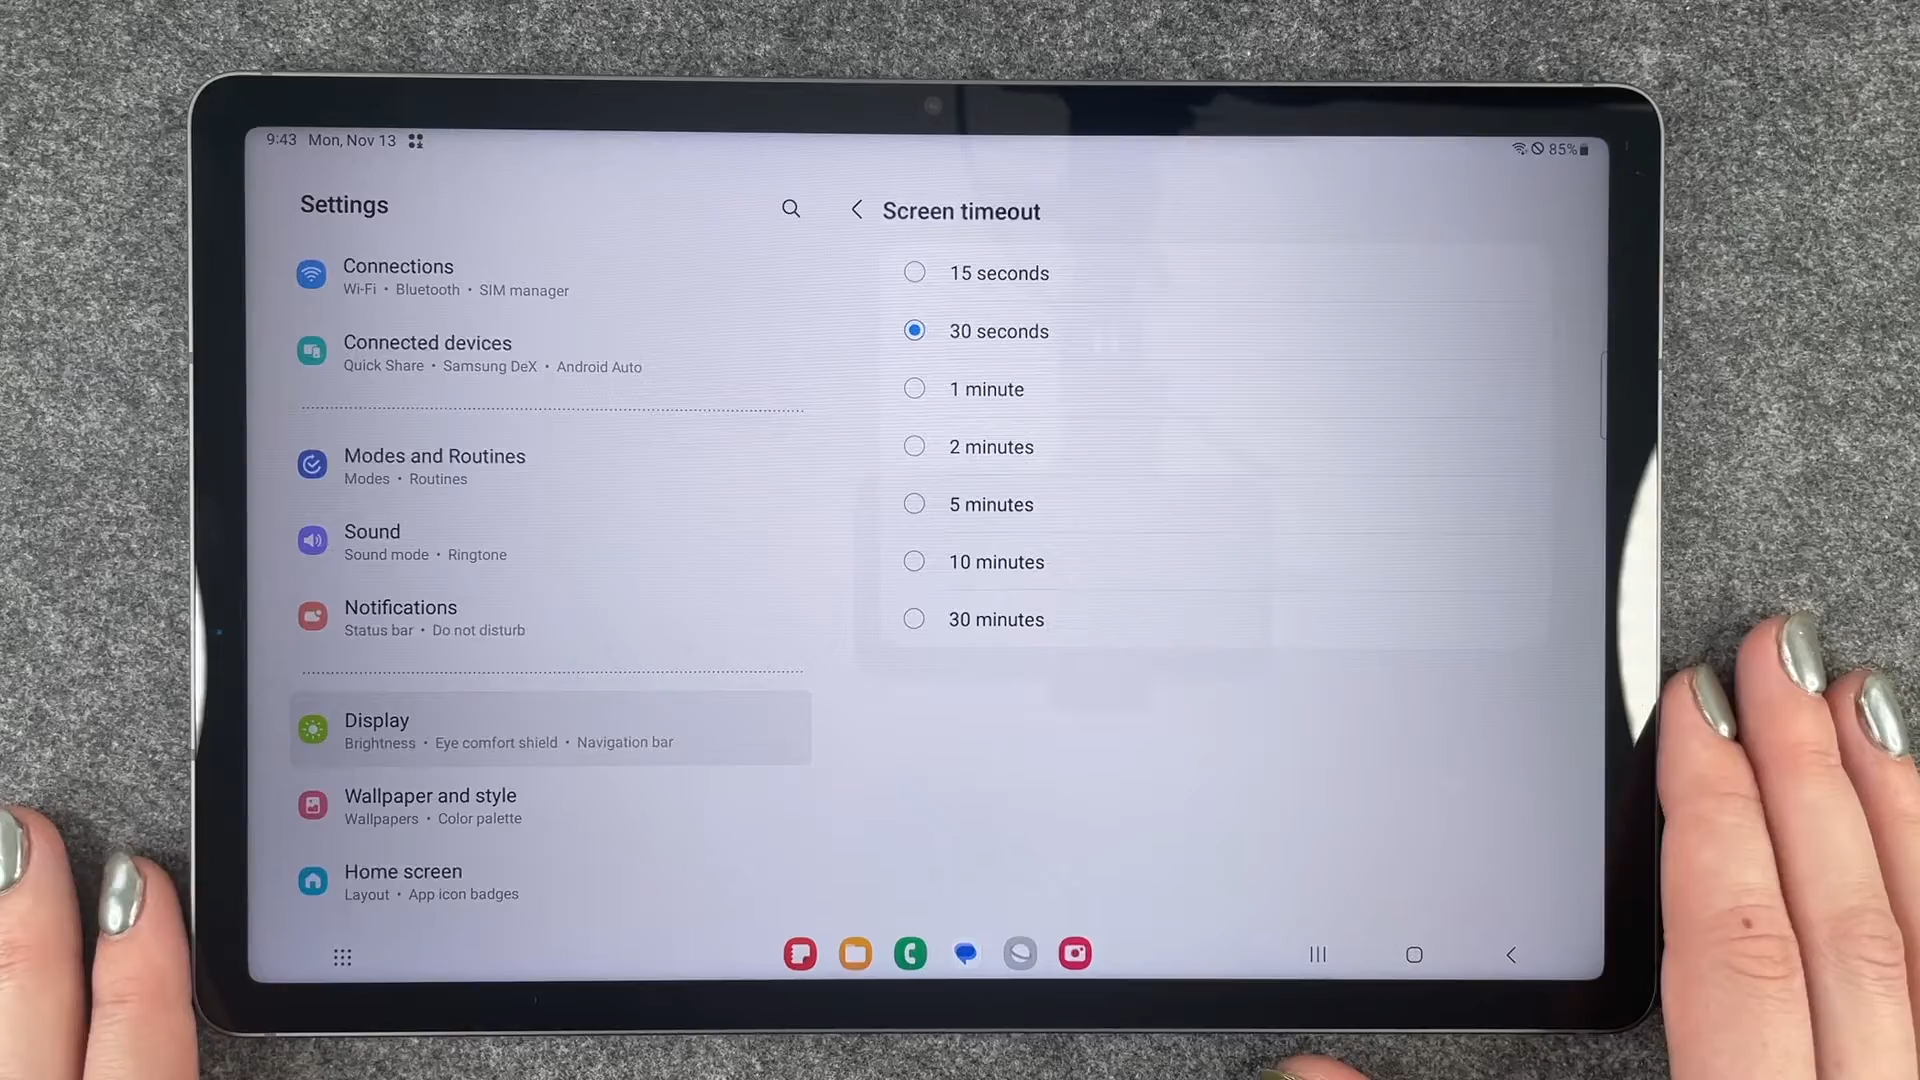 9:43 Mon, Nov 13
85%
Settings
Connections
Wi-Fi • Bluetooth • SIM manager
Connected devices
Quick Share • Samsung DeX • Android Auto
Modes and Routines
Modes • Routines
Sound
Sound mode • Ringtone
Notifications
Status bar • Do not disturb
Display
Brightness • Eye comfort shield • Navigation bar
Wallpaper and style
Wallpapers • Color palette
Home screen
Layout • App icon badges
Screen timeout
15 seconds
30 seconds
1 minute
2 minutes
5 minutes
10 minutes
30 minutes